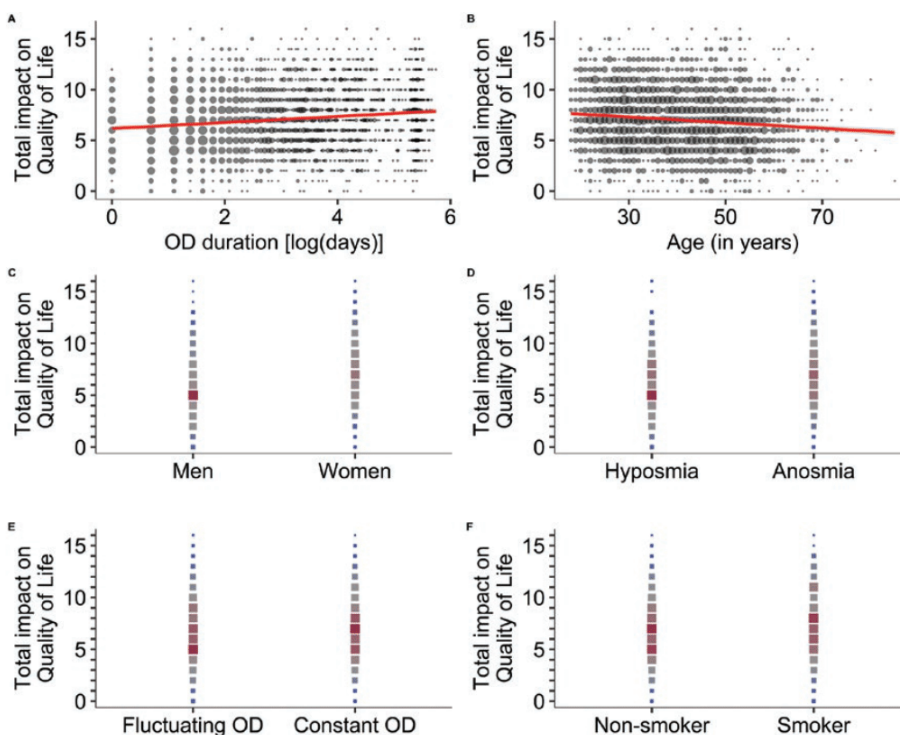 A
Total impact on
Quality of Life
15
10
5
0
0
2
4
6
OD duration [log(days)]
B
Total impact on
Quality of Life
15
10
5
0
30
50
70
Age (in years)
C
Total impact on
Quality of Life
15
10
5
0
Men
Women
D
Total impact on
Quality of Life
15
10
5
0
Hyposmia
Anosmia
E
Total impact on
Quality of Life
15
10
5
0
Fluctuating OD
Constant OD
F
Total impact on
Quality of Life
15
10
5
0
Non-smoker
Smoker